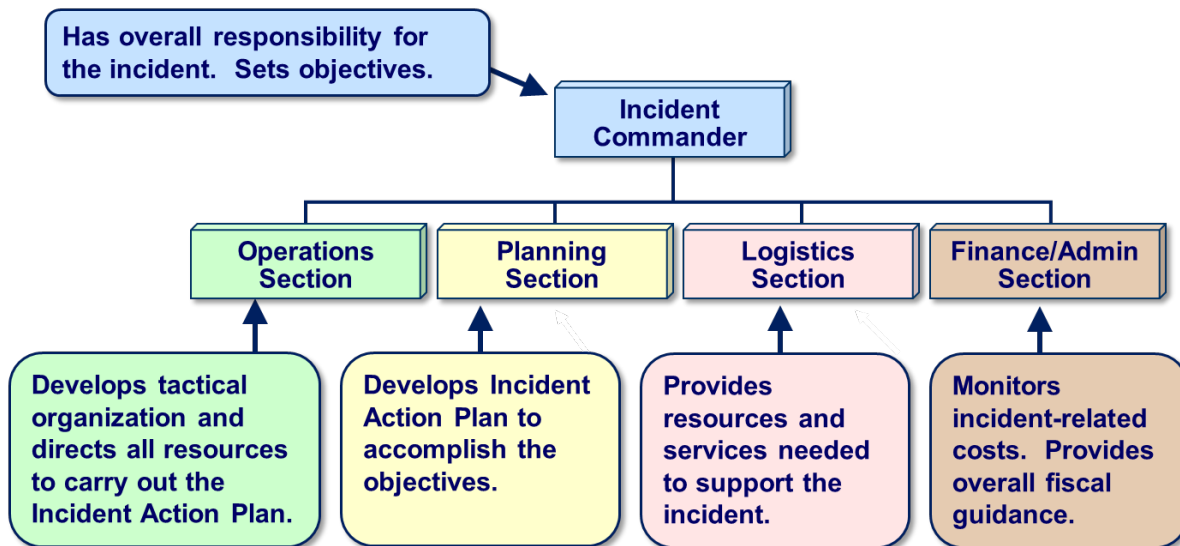 Has overall responsibility for
the incident.  Sets objectives.
Incident
Commander
Operations
Section
Planning
Section
Logistics
Section
Finance/Admin
Section
Develops tactical
organization and
directs all resources
to carry out the
Incident Action Plan.
Develops Incident
Action Plan to
accomplish the
objectives.
Provides
resources and
services needed
to support the
incident.
Monitors
incident-related
costs.  Provides
overall fiscal
guidance.